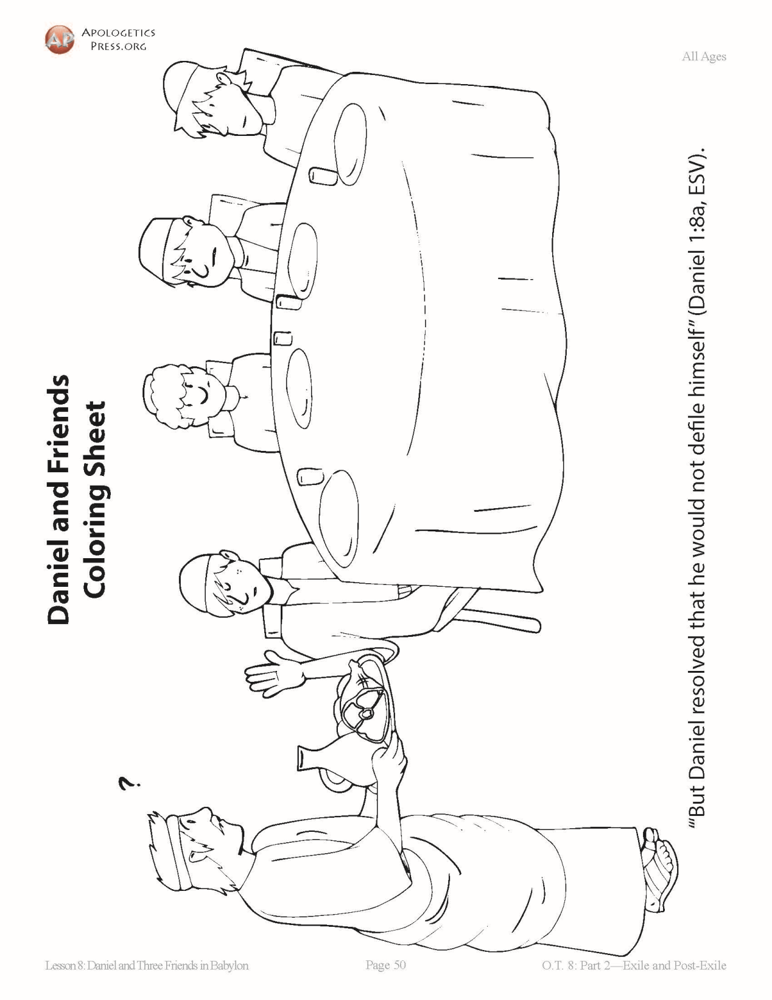 APOLOGETICS
PRESS.ORG
All Ages
Daniel and Friends
Coloring Sheet
?
"'But Daniel resolved that he would not defile himself" (Daniel 1:8a, ESV).
Lesson 8: Daniel and Three Friends in Babylon
Page 50
O.T. 8: Part 2—Exile and Post-Exile
AP